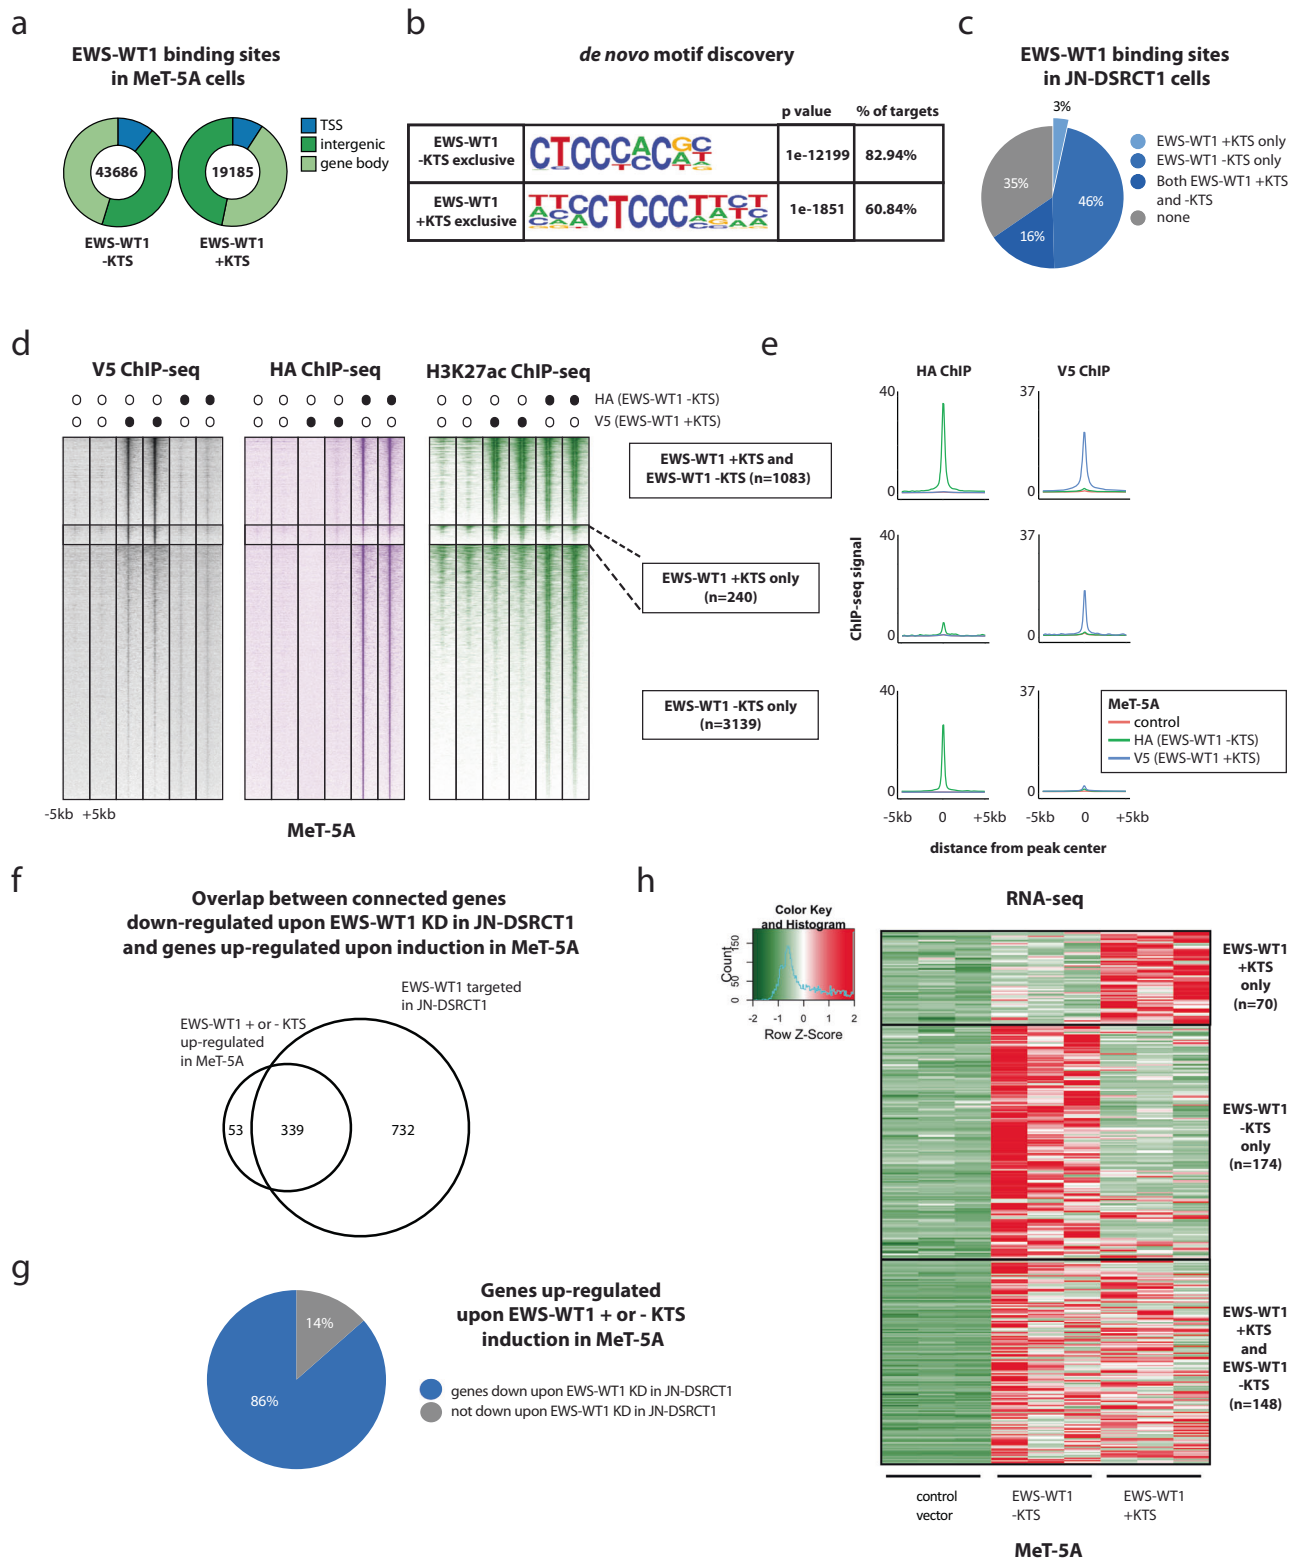 a
EWS-WT1 binding sites
in MeT-5A cells
TSS
intergenic
gene body
43686
19185
EWS-WT1
-KTS
EWS-WT1
+KTS
b
de novo motif discovery
p value
% of targets
EWS-WT1
-KTS exclusive
1e-12199
82.94%
EWS-WT1
+KTS exclusive
1e-1851
60.84%
c
EWS-WT1 binding sites
in JN-DSRCT1 cells
3%
35%
46%
16%
EWS-WT1 +KTS only
EWS-WT1 -KTS only
Both EWS-WT1 +KTS
and -KTS
none
d
V5 ChIP-seq
HA ChIP-seq
H3K27ac ChIP-seq
HA (EWS-WT1 -KTS)
V5 (EWS-WT1 +KTS)
EWS-WT1 +KTS and
EWS-WT1 -KTS (n=1083)
EWS-WT1 +KTS only
(n=240)
EWS-WT1 -KTS only
(n=3139)
-5kb +5kb
MeT-5A
e
HA ChIP
V5 ChIP
40
37
0
0
40
37
0
0
40
37
0
0
ChIP-seq signal
MeT-5A
control
HA (EWS-WT1 -KTS)
V5 (EWS-WT1 +KTS)
-5kb 0 +5kb
-5kb 0 +5kb
distance from peak center
f
Overlap between connected genes
down-regulated upon EWS-WT1 KD in JN-DSRCT1
and genes up-regulated upon induction in MeT-5A
EWS-WT1 targeted
in JN-DSRCT1
EWS-WT1 + or - KTS
up-regulated
in MeT-5A
53
339
732
g
Genes up-regulated
upon EWS-WT1 + or - KTS
induction in MeT-5A
14%
86%
genes down upon EWS-WT1 KD in JN-DSRCT1
not down upon EWS-WT1 KD in JN-DSRCT1
h
RNA-seq
Color Key
and Histogram
Count
0 50 150
-2 -1 0 1 2
Row Z-Score
EWS-WT1
+KTS
only
(n=70)
EWS-WT1
-KTS
only
(n=174)
EWS-WT1
+KTS
and
EWS-WT1
-KTS
(n=148)
control
vector
EWS-WT1
-KTS
EWS-WT1
+KTS
MeT-5A